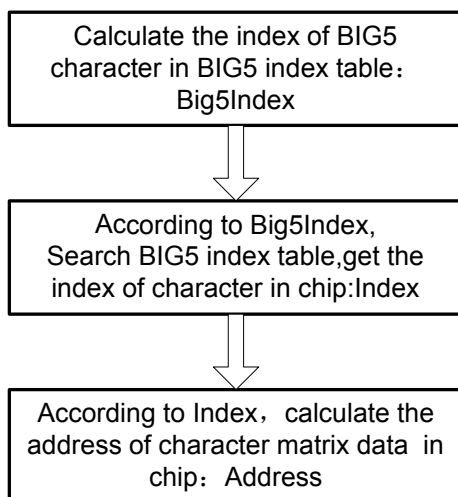 Calculate the index of BIG5
character in BIG5 index table：
Big5Index
According to Big5Index,
Search BIG5 index table,get the
index of character in chip:Index
According to Index，calculate the
address of character matrix data in
chip：Address